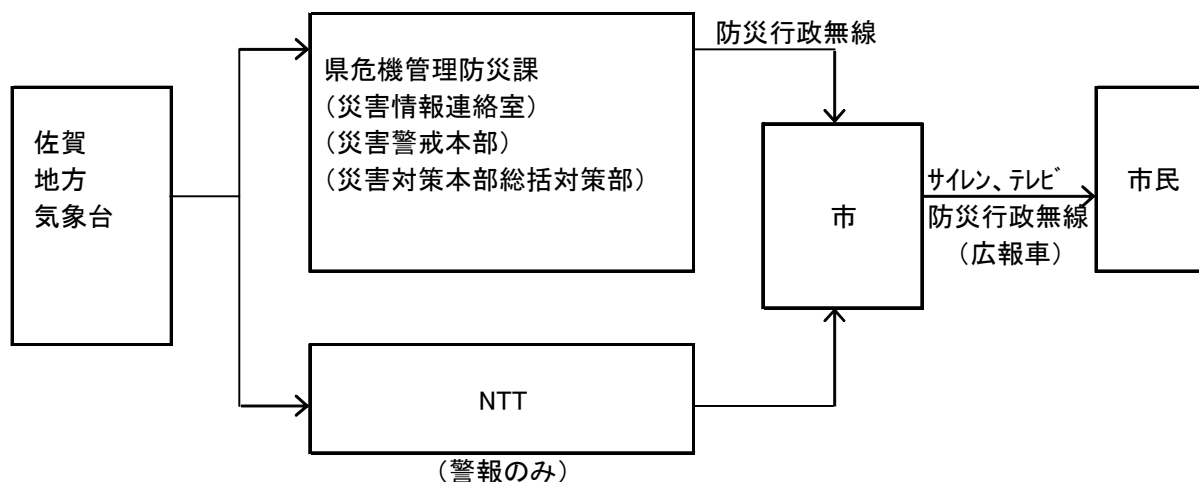 佐賀
地方
気象台
県危機管理防災課
（災害情報連絡室）
（災害警戒本部）
（災害対策本部総括対策部）
防災行政無線
NTT
（警報のみ）
市
サイレン、テレビ
防災行政無線
（広報車）
市民